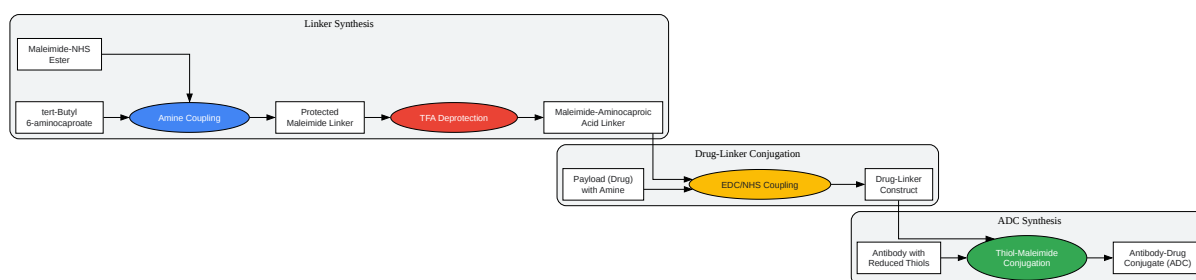 Linker Synthesis
Maleimide-NHS
Ester
tert-Butyl
6-aminocaproate
Amine Coupling
Protected
Maleimide Linker
TFA Deprotection
Maleimide-Aminocaproic
Acid Linker
Drug-Linker Conjugation
Payload (Drug)
with Amine
EDC/NHS Coupling
Drug-Linker
Construct
ADC Synthesis
Antibody with
Reduced Thiols
Thiol-Maleimide
Conjugation
Antibody-Drug
Conjugate (ADC)